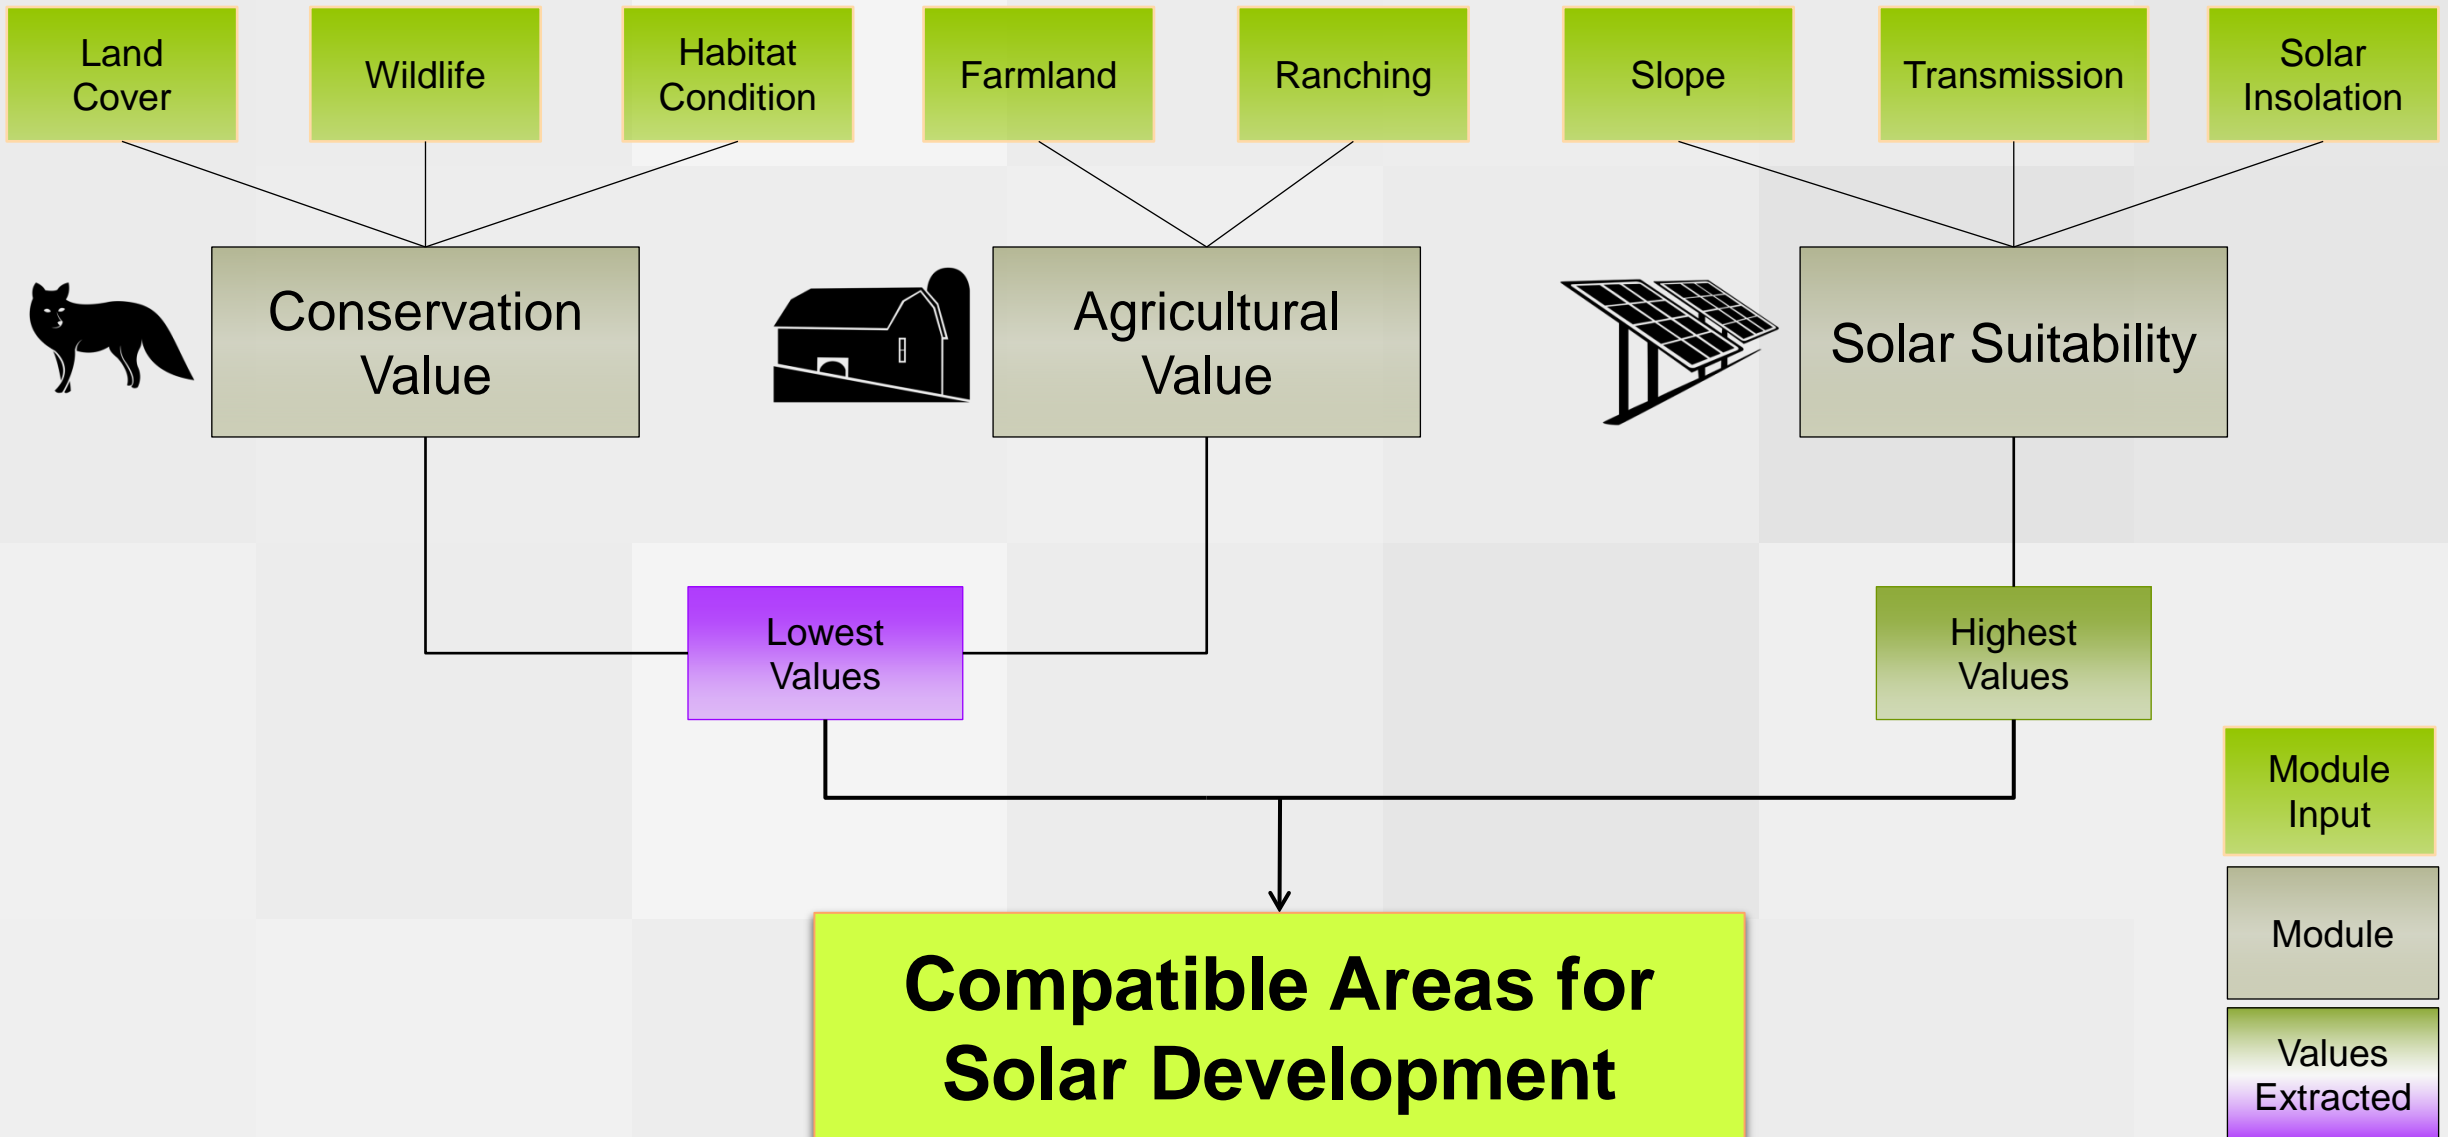 Land
Cover
Wildlife
Habitat
Condition
Farmland
Ranching
Slope
Transmission
Solar
Insolation
Conservation
Value
Agricultural
Value
Solar Suitability
Lowest
Values
Highest
Values
Module
Input
Module
Values
Extracted
Compatible Areas for
Solar Development